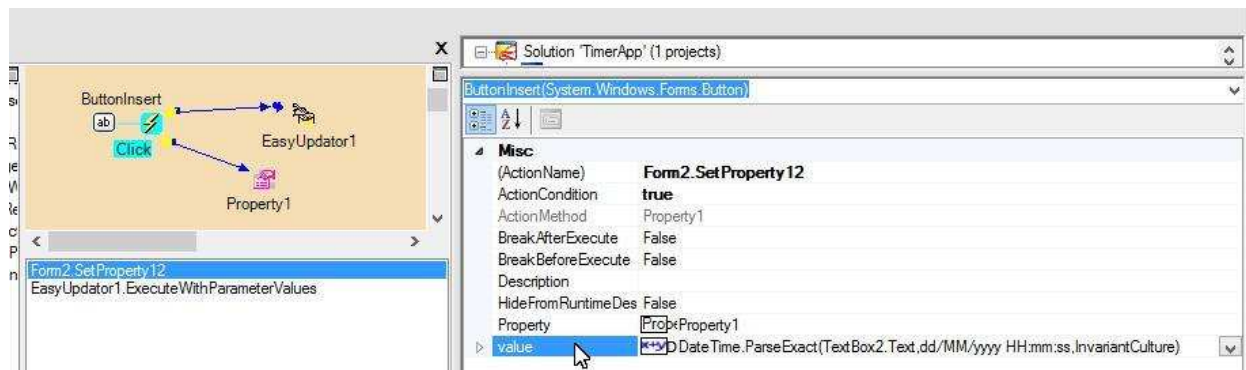 X
Solution 'TimerApp' (1 projects)
ButtonInsert
ab
Click
EasyUpdator1
Property1
Form2.SetProperty12
EasyUpdator1.ExecuteWithParameterValues
ButtonInsert(System.Windows.Forms.Button)
Misc
(ActionName) Form2.SetProperty12
ActionCondition true
ActionMethod Property1
BreakAfterExecute False
BreakBeforeExecute False
Description
HideFromRuntimeDes False
Property Property1
value DateTime.ParseExact(TextBox2.Text,dd/MM/yyyy HH:mm:ss,InvariantCulture)